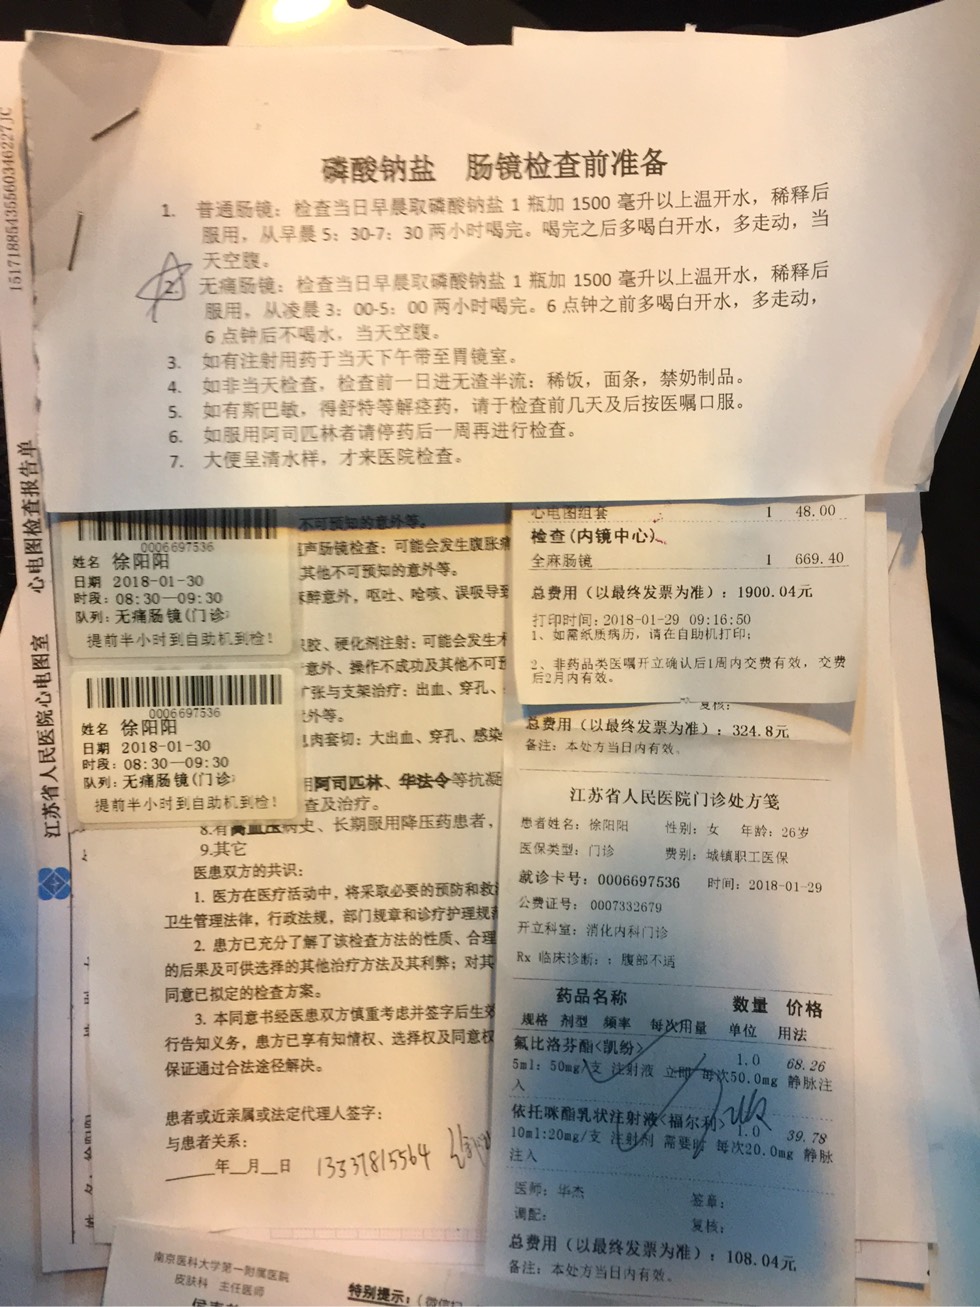 磷酸钠盐 肠镜检查前准备
1. 普通肠镜：检查当日早晨取磷酸钠盐 1 瓶加 1500 毫升以上温开水，稀释后
服用，从早晨 5：30-7：30 两小时喝完。喝完之后多喝白开水，多走动，当
天空腹。
2. 无痛肠镜：检查当日早晨取磷酸钠盐 1 瓶加 1500 毫升以上温开水，稀释后
服用，从凌晨 3：00-5：00 两小时喝完。6 点钟之前多喝白开水，多走动，
6 点钟后不喝水，当天空腹。
3. 如有注射用药于当天下午带至胃镜室。
4. 如非当天检查，检查前一日进无渣半流：稀饭，面条，禁奶制品。
5. 如有斯巴敏，得舒特等解痉药，请于检查前几天及后按医嘱口服。
6. 如服用阿司匹林者请停药后一周再进行检查。
7. 大便呈清水样，才来医院检查。
1517188543556034622​7JC
江苏省人民医院心电图室 心电图检查报告单
0006697536
姓名 徐阳阳
日期 2018-01-30
时段：08:30—09:30
队列：无痛肠镜(门诊)
提前半小时到自助机到检!
0006697536
姓名 徐阳阳
日期 2018-01-30
时段：08:30—09:30
队列：无痛肠镜(门诊)
提前半小时到自助机到检!
不可预知的意外等。
声肠镜检查：可能会发生腹胀痛
其他不可预知的意外等。
麻醉意外，呕吐、呛咳、误吸导致
胶、硬化剂注射：可能会发生术
意外、操作不成功及其他不可预
扩张与支架治疗：出血、穿孔、
外等。
息肉套切：大出血、穿孔、感染
用阿司匹林、华法令等抗凝
查及治疗。
8.有高血压病史、长期服用降压药患者，
9.其它
医患双方的共识：
1. 医方在医疗活动中，将采取必要的预防和救
卫生管理法律，行政法规，部门规章和诊疗护理规范
2. 患方已充分了解了该检查方法的性质、合理
的后果及可供选择的其他治疗方法及其利弊；对其
同意已拟定的检查方案。
3. 本同意书经医患双方慎重考虑并签字后生效
行告知义务，患方已享有知情权、选择权及同意权
保证通过合法途径解决。
患者或近亲属或法定代理人签字：
与患者关系：
____年__月__日 13337815564
心电图组套 1 48.00
检查(内镜中心)
全麻肠镜 1 669.40
总费用（以最终发票为准）：1900.04元
打印时间：2018-01-29 09:16:50
1、如需纸质病历，请在自助机打印；
2、非药品类医嘱开立确认后1周内交费有效，交费
后2月内有效。
复核：
总费用（以最终发票为准）：324.8元
备注：本处方当日内有效。
江苏省人民医院门诊处方笺
患者姓名：徐阳阳 性别：女 年龄：26岁
医保类型：门诊 费别：城镇职工医保
就诊卡号：0006697536 时间：2018-01-29
公费证号：0007332679
开立科室：消化内科门诊
Rx 临床诊断：：腹部不适
药品名称 数量 价格
规格 剂型 频率 每次用量 单位 用法
氟比洛芬酯<凯纷> 1.0 68.26
5ml：50mg/支 注射液 立即 每次50.0mg 静脉注
入
依托咪酯乳状注射液<福尔利> 1.0 39.78
10ml:20mg/支 注射剂 需要时 每次20.0mg 静脉
注入
医师：华杰 签章：
调配： 复核：
总费用（以最终发票为准）：108.04元
备注：本处方当日内有效。
南京医科大学第一附属医院
皮肤科 主任医师
特别提示：(微信